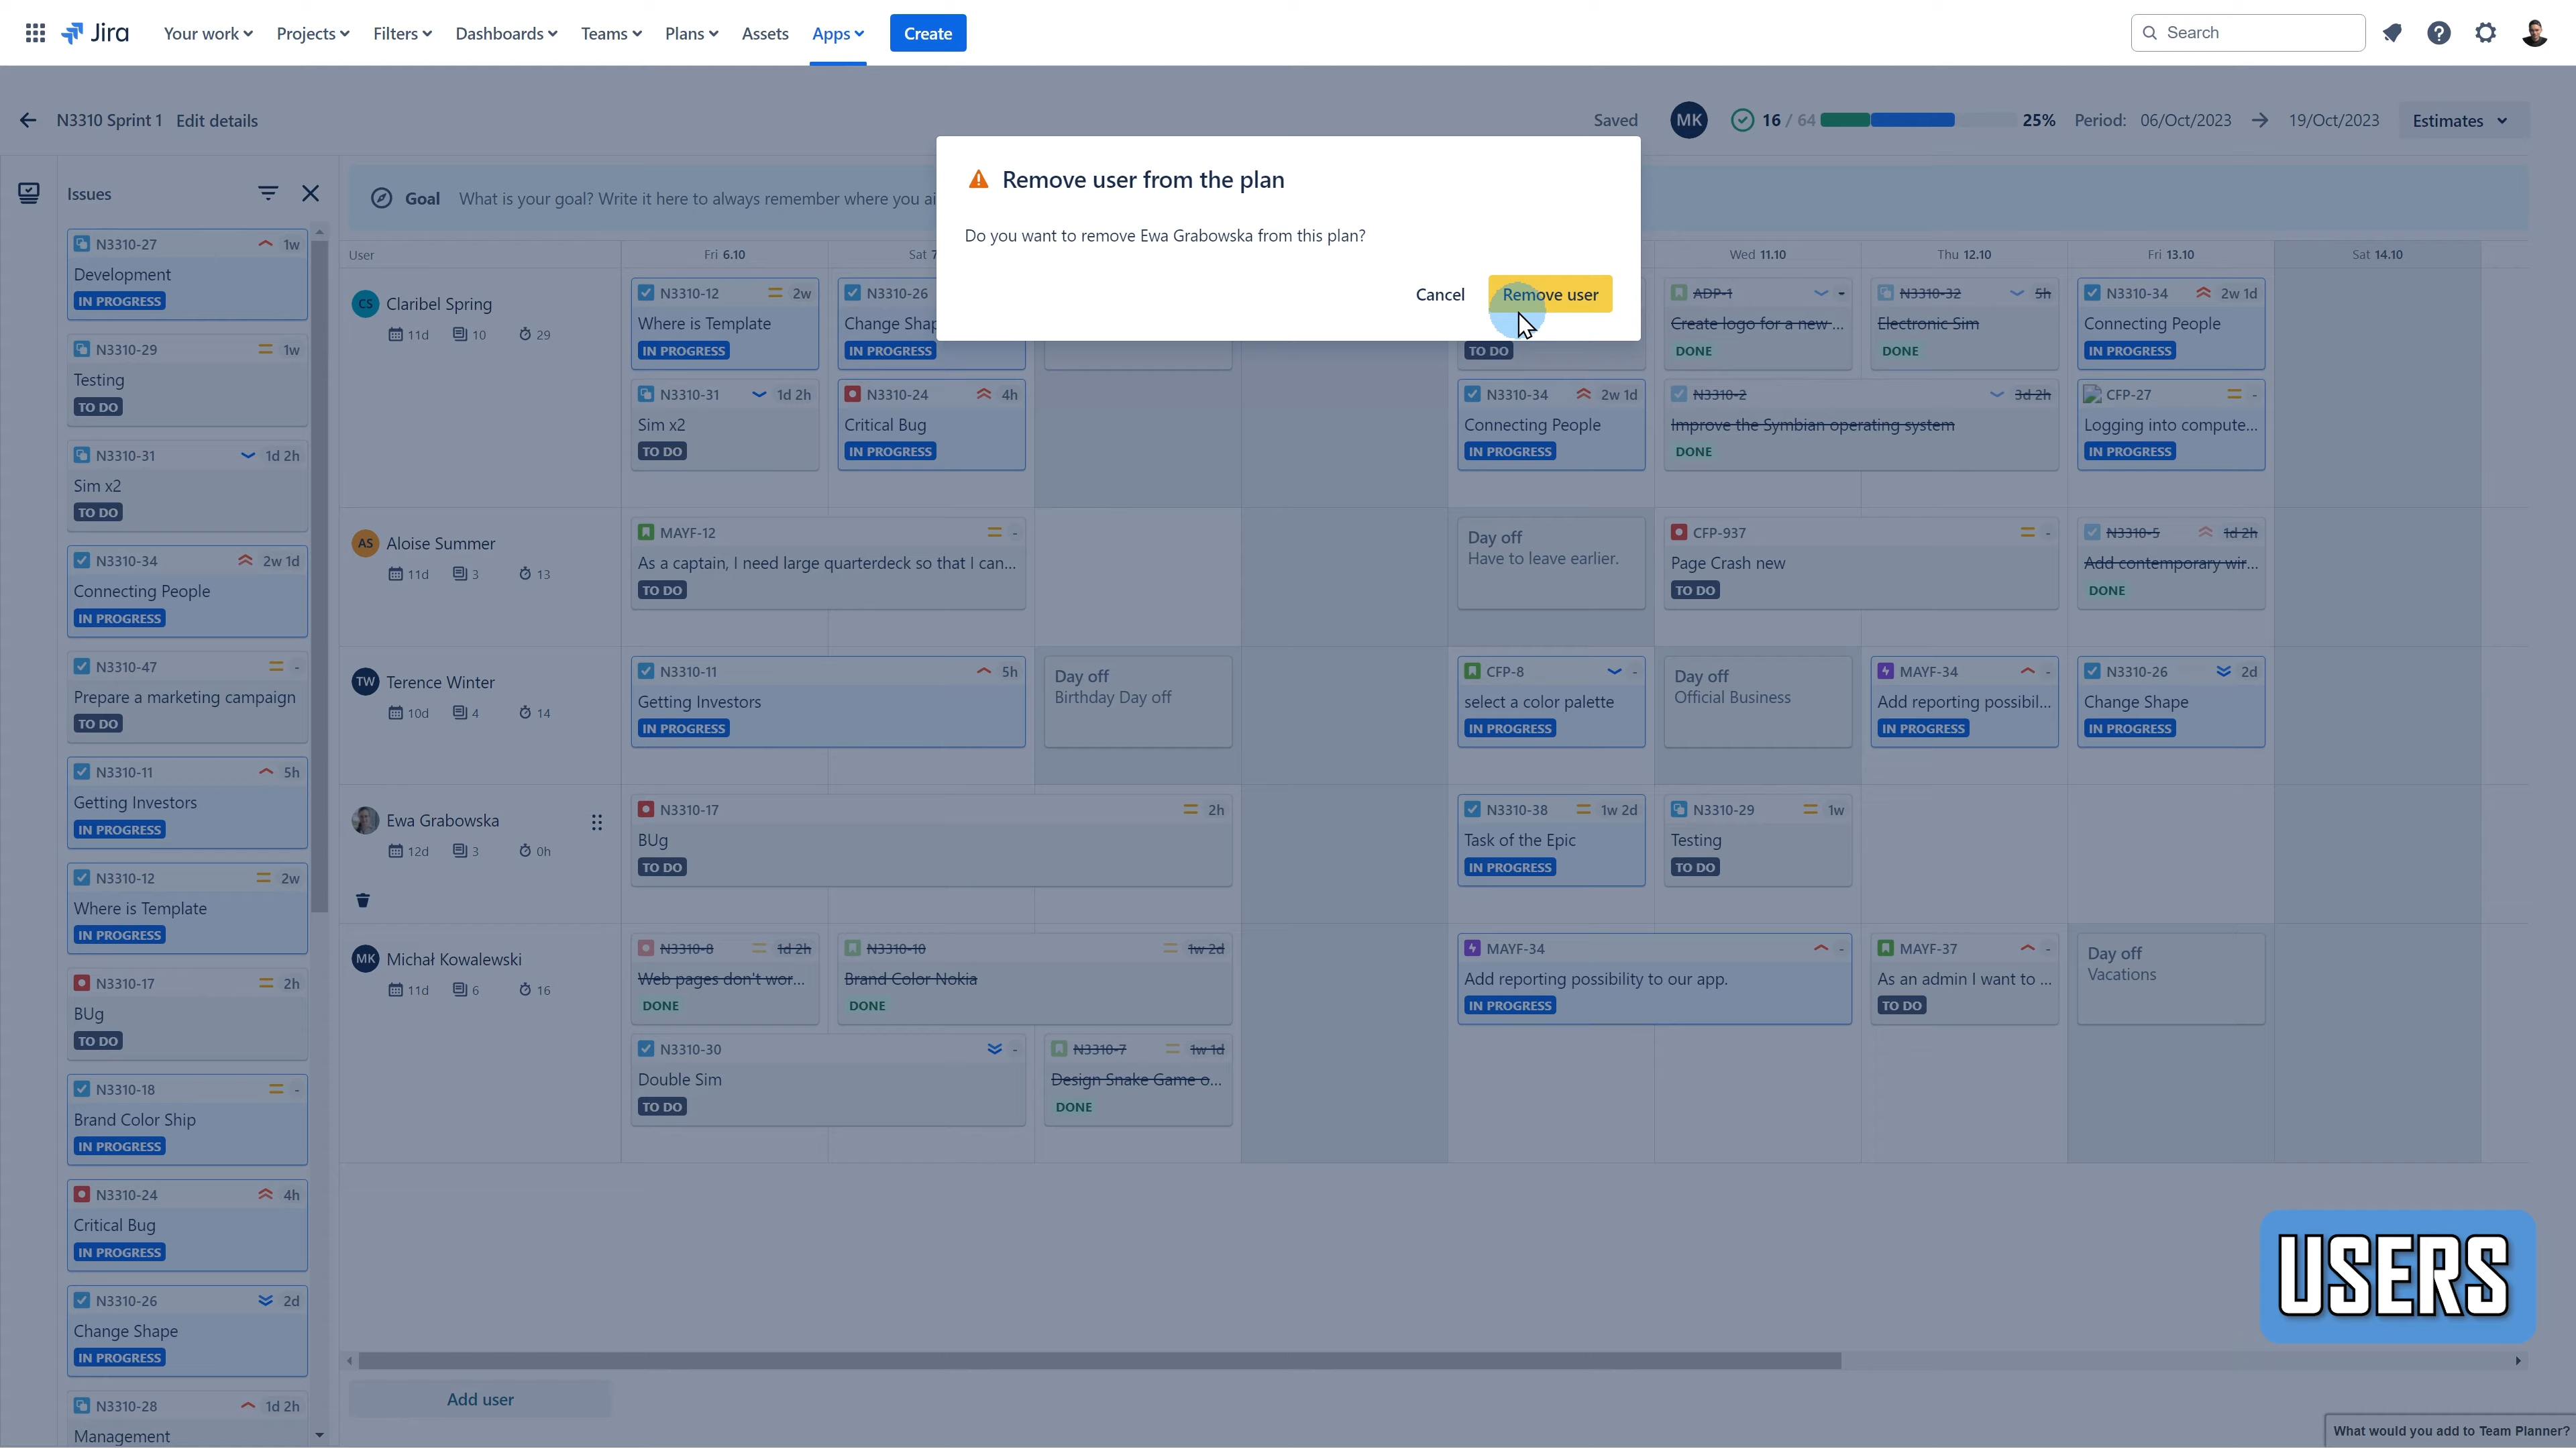 Jira
Your work
Projects
Filters
Dashboards
Teams
Plans
Assets
Apps
Create
Search
N3310 Sprint 1
Edit details
Saved
MK
16 / 64
25%
Period:
06/Oct/2023
19/Oct/2023
Estimates
Remove user from the plan
Do you want to remove Ewa Grabowska from this plan?
Cancel
Remove user
Issues
N3310-27
1w
Development
IN PROGRESS
N3310-29
1w
Testing
TO DO
N3310-31
1d 2h
Sim x2
TO DO
N3310-34
2w 1d
Connecting People
IN PROGRESS
N3310-47
-
Prepare a marketing campaign
TO DO
N3310-11
5h
Getting Investors
IN PROGRESS
N3310-12
2w
Where is Template
IN PROGRESS
N3310-17
2h
BUg
TO DO
N3310-18
-
Brand Color Ship
IN PROGRESS
N3310-24
4h
Critical Bug
IN PROGRESS
N3310-26
2d
Change Shape
IN PROGRESS
N3310-28
1d 2h
Management
Goal
What is your goal? Write it here to always remember where you
User
Fri 6.10
Sat
Wed 11.10
Thu 12.10
Fri 13.10
Sat 14.10
CS
Claribel Spring
11d
10
29
N3310-12
2w
Where is Template
IN PROGRESS
N3310-26
Change
IN PROGRESS
TO DO
ADP-1
-
Create logo for a new ...
DONE
N3310-32
5h
Electronic Sim
DONE
N3310-34
2w 1d
Connecting People
IN PROGRESS
N3310-31
1d 2h
Sim x2
TO DO
N3310-24
4h
Critical Bug
IN PROGRESS
N3310-34
2w 1d
Connecting People
IN PROGRESS
N3310-2
3d 2h
Improve the Symbian operating system
DONE
CFP-27
-
Logging into compute...
IN PROGRESS
AS
Aloise Summer
11d
3
13
MAYF-12
-
As a captain, I need large quarterdeck so that I can...
TO DO
Day off
Have to leave earlier.
CFP-937
-
Page Crash new
TO DO
N3310-5
1d 2h
Add contemporary wir...
DONE
TW
Terence Winter
10d
4
14
N3310-11
5h
Getting Investors
IN PROGRESS
Day off
Birthday Day off
CFP-8
-
select a color palette
IN PROGRESS
Day off
Official Business
MAYF-34
-
Add reporting possibil...
IN PROGRESS
N3310-26
2d
Change Shape
IN PROGRESS
Ewa Grabowska
12d
3
0h
N3310-17
2h
BUg
TO DO
N3310-38
1w 2d
Task of the Epic
IN PROGRESS
N3310-29
1w
Testing
TO DO
MK
Michał Kowalewski
11d
6
16
N3310-8
1d 2h
Web pages don't wor...
DONE
N3310-10
1w 2d
Brand Color Nokia
DONE
MAYF-34
-
Add reporting possibility to our app.
IN PROGRESS
MAYF-37
-
As an admin I want to ...
TO DO
Day off
Vacations
N3310-30
-
Double Sim
TO DO
N3310-7
1w 1d
Design Snake Game o...
DONE
USERS
Add user
What would you add to Team Planner?